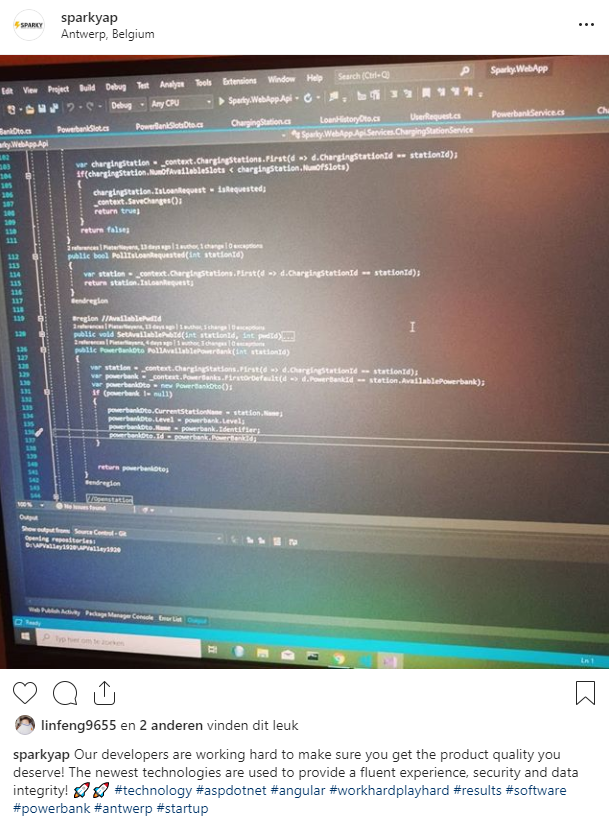 SPARKY
sparkyap
Antwerp, Belgium
Edit View Project Build Debug Test Analyze Tools Extensions Window Help Search (Ctrl+Q) Sparky.WebApp
Debug Any CPU Sparky.WebApp.Api
BankDto.cs PowerbankSlot.cs PowerBankSlotsDto.cs ChargingStation.cs LoanHistoryDto.cs UserRequest.cs PowerbankService.cs Cha
rky.WebApp.Api Sparky.WebApp.Api.Services.ChargingStationService
102
103 var chargingStation = _context.ChargingStations.First(d => d.ChargingStationId == stationId);
104 if(chargingStation.NumOfAvailableSlots < chargingStation.NumOfSlots)
105 {
106 chargingStation.IsLoanRequest = isRequested;
107 _context.SaveChanges();
108 return true;
109 }
110 return false;
111 }
2 references | PieterNeyens, 13 days ago | 1 author, 1 change | 0 exceptions
112 public bool PollIsLoanRequested(int stationId)
113 {
114 var station = _context.ChargingStations.First(d => d.ChargingStationId == stationId);
115 return station.IsLoanRequest;
116 }
117 #endregion
118
119 #region //AvailablePwdId
2 references | PieterNeyens, 13 days ago | 1 author, 1 change | 0 exceptions
120 public void SetAvailablePwbId(int stationId, int pwdId)...
2 references | PieterNeyens, 4 days ago | 1 author, 3 changes | 0 exceptions
126 public PowerBankDto PollAvailablePowerBank(int stationId)
127 {
128 var station = _context.ChargingStations.First(d => d.ChargingStationId == stationId);
129 var powerbank = _context.PowerBanks.FirstOrDefault(d => d.PowerBankId == station.AvailablePowerbank);
130 var powerbankDto = new PowerBankDto();
131 if (powerbank != null)
132 {
133 powerbankDto.CurrentStationName = station.Name;
134 powerbankDto.Level = powerbank.Level;
135 powerbankDto.Name = powerbank.Identifier;
136 powerbankDto.Id = powerbank.PowerBankId;
137 }
138
139
140 return powerbankDto;
141 }
142 #endregion
143
144 //Openstation
100 % No issues found
Output
Show output from: Source Control - Git
Opening repositories:
D:\APValley1920\APValley1920
Web Publish Activity Package Manager Console Error List Output
Ready Ln 1
Typ hier om te zoeken
linfeng9655 en 2 anderen vinden dit leuk
sparkyap Our developers are working hard to make sure you get the product quality you
deserve! The newest technologies are used to provide a fluent experience, security and data
integrity! 🚀🚀 #technology #aspdotnet #angular #workhardplayhard #results #software
#powerbank #antwerp #startup